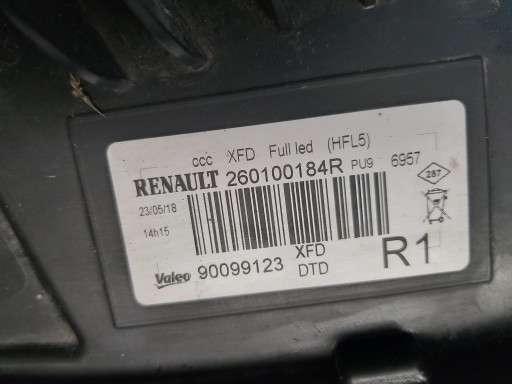 ccc XFD Full led (HFL5)
RENAULT 260100184R PU9 6957
287
23/05/18
14h15
Valeo 90099123 XFD
DTD
R1